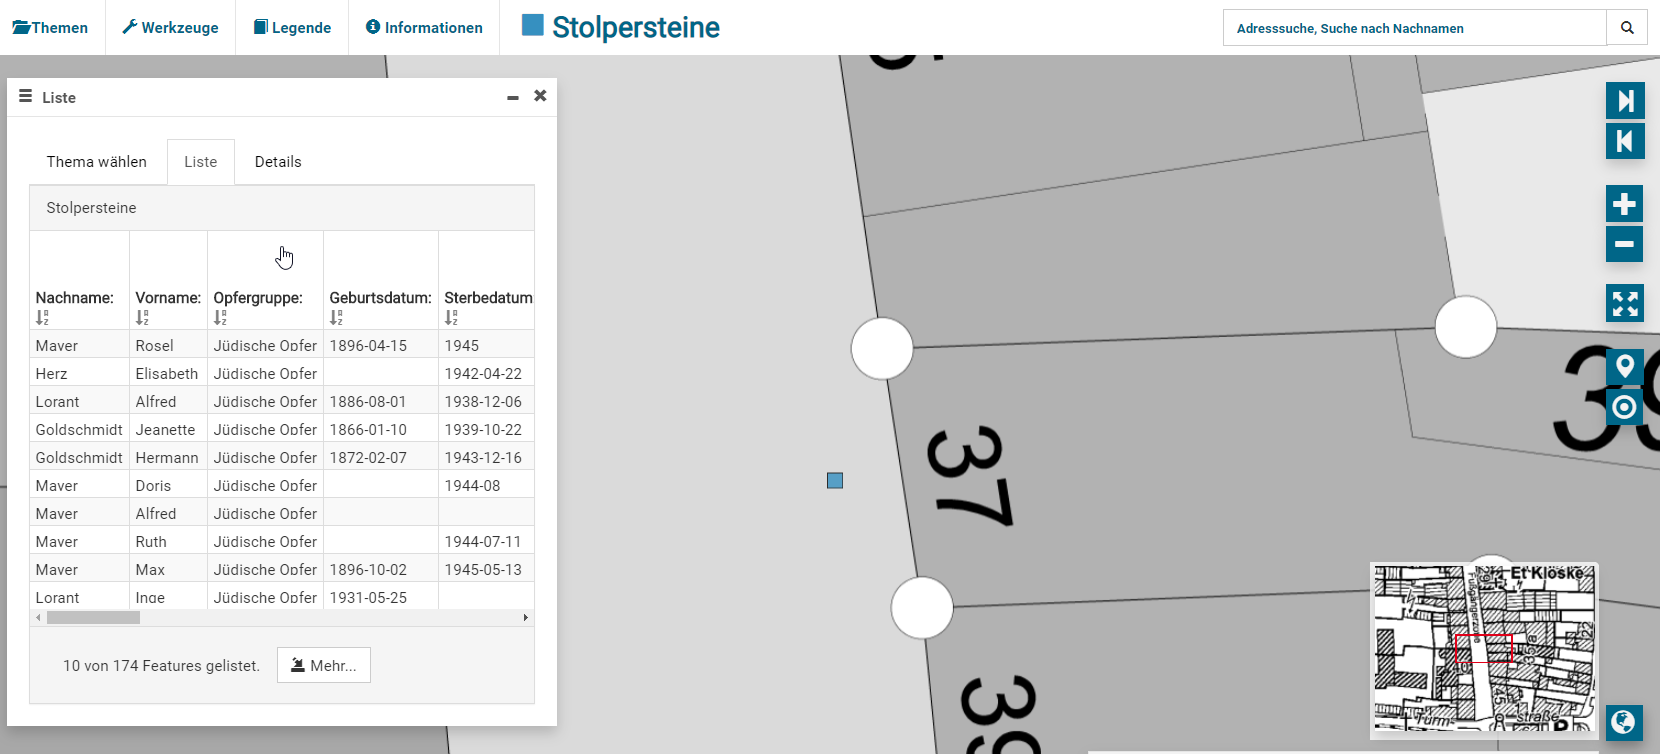 Themen Werkzeuge Legende Informationen Stolpersteine Adresssuche, Suche nach Nachnamen
Liste
Thema wählen Liste Details
Stolpersteine
Nachname: Vorname: Opfergruppe: Geburtsdatum: Sterbedatum
Maver Rosel Jüdische Opfer 1896-04-15 1945
Herz Elisabeth Jüdische Opfer 1942-04-22
Lorant Alfred Jüdische Opfer 1886-08-01 1938-12-06
Goldschmidt Jeanette Jüdische Opfer 1866-01-10 1939-10-22
Goldschmidt Hermann Jüdische Opfer 1872-02-07 1943-12-16
Maver Doris Jüdische Opfer 1944-08
Maver Alfred Jüdische Opfer
Maver Ruth Jüdische Opfer 1944-07-11
Maver Max Jüdische Opfer 1896-10-02 1945-05-13
Lorant Inge Jüdische Opfer 1931-05-25
10 von 174 Features gelistet. Mehr...
37
39
39
Et Klöske
Fußgängerzone
22
35a
45
Turm-
straße
P